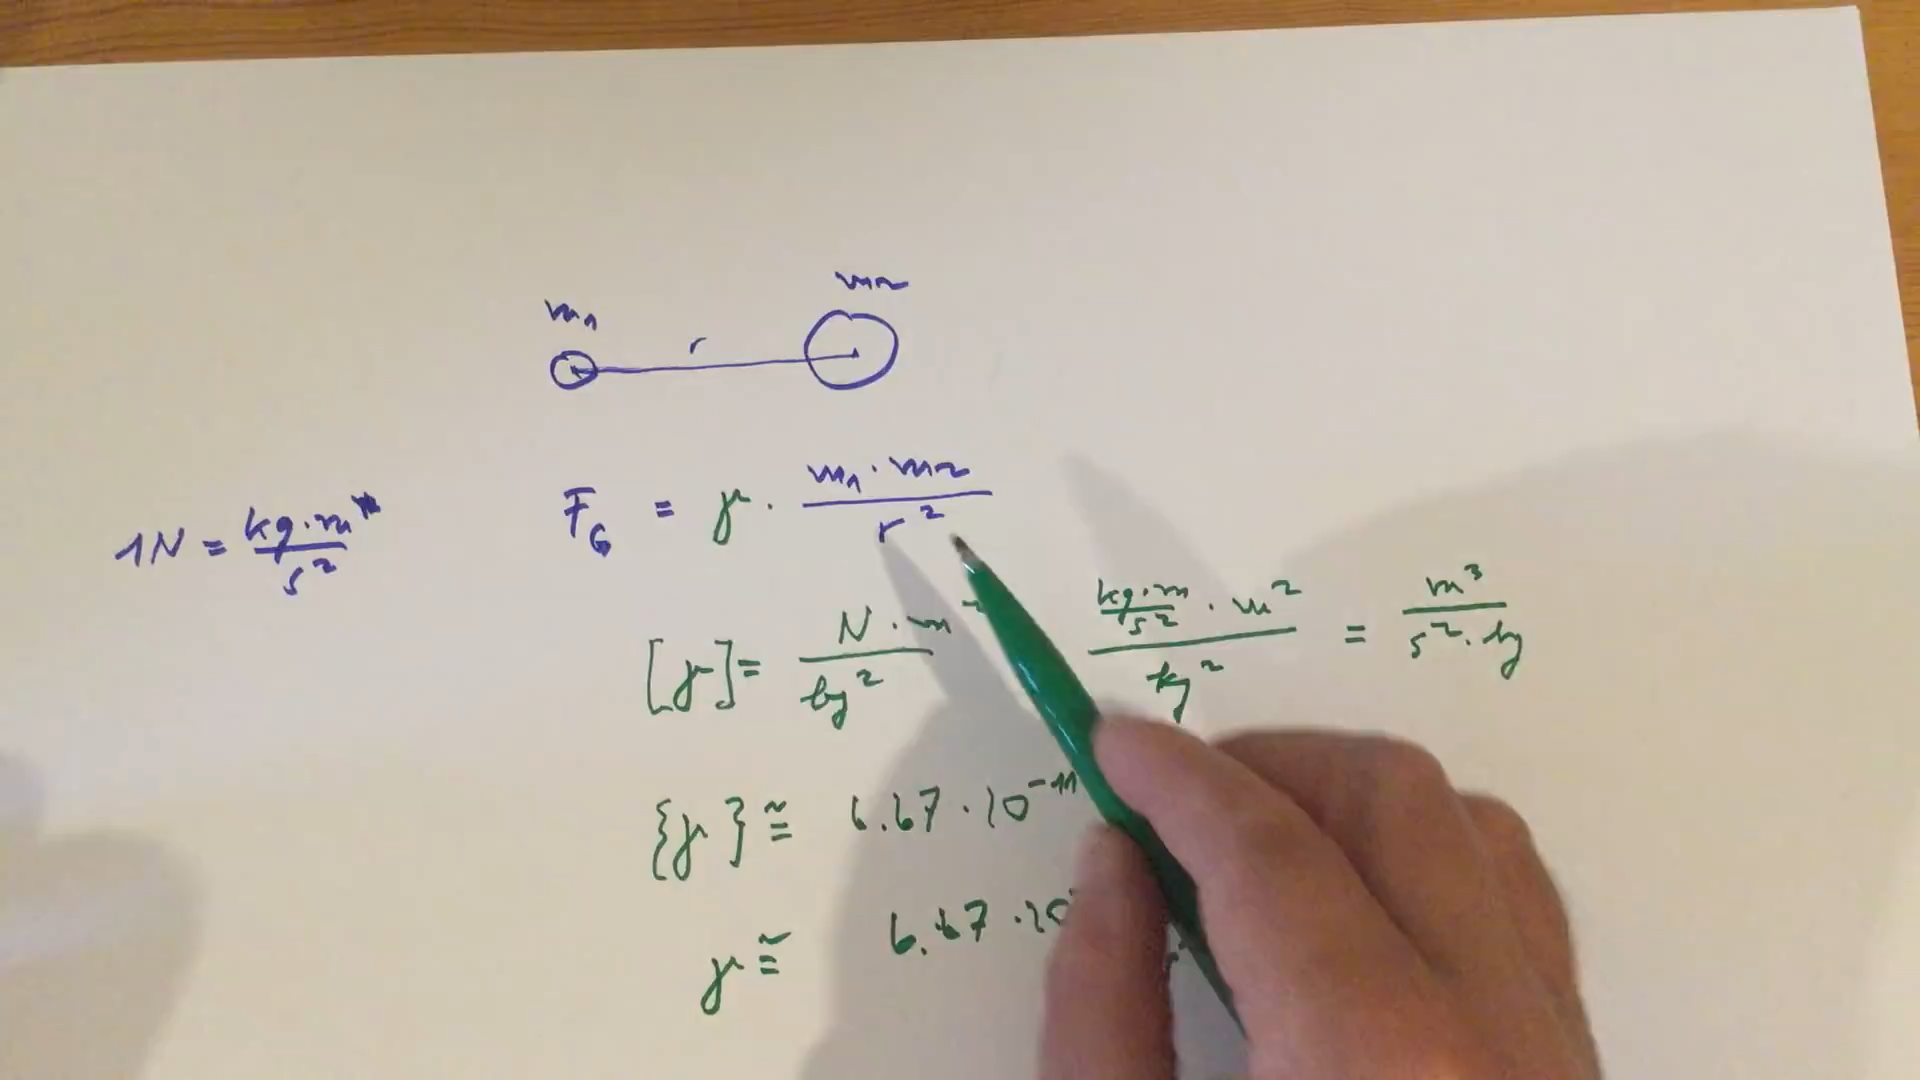 m1
m2
r
1N = kg·m / s²
F_G = γ · m1·m2 / r²
[γ] = N·m² / kg²
kg·m / s² · m² / kg² = m³ / s²·kg
{γ} ≅ 6.67·10⁻¹¹
γ ≅ 6.67·10